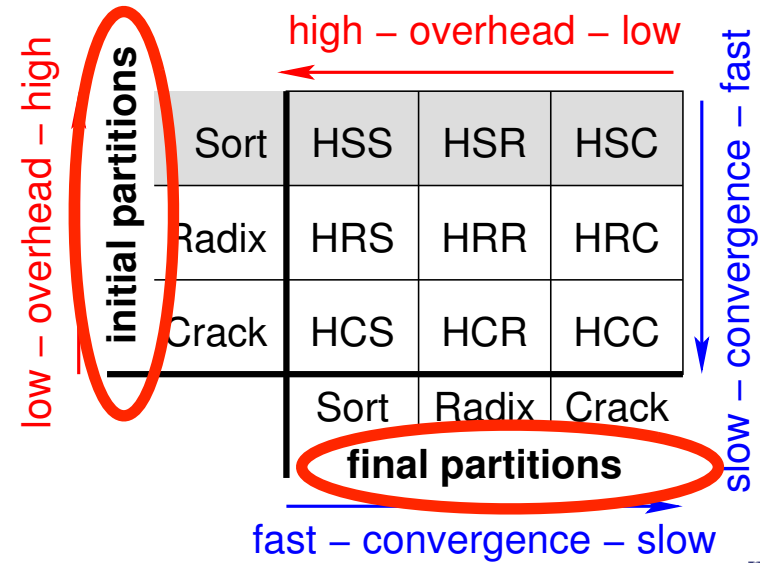 high – overhead – low
low – overhead – high
initial partitions
Sort HSS HSR HSC
Radix HRS HRR HRC
Crack HCS HCR HCC
slow – convergence – fast
Sort Radix Crack
final partitions
fast – convergence – slow